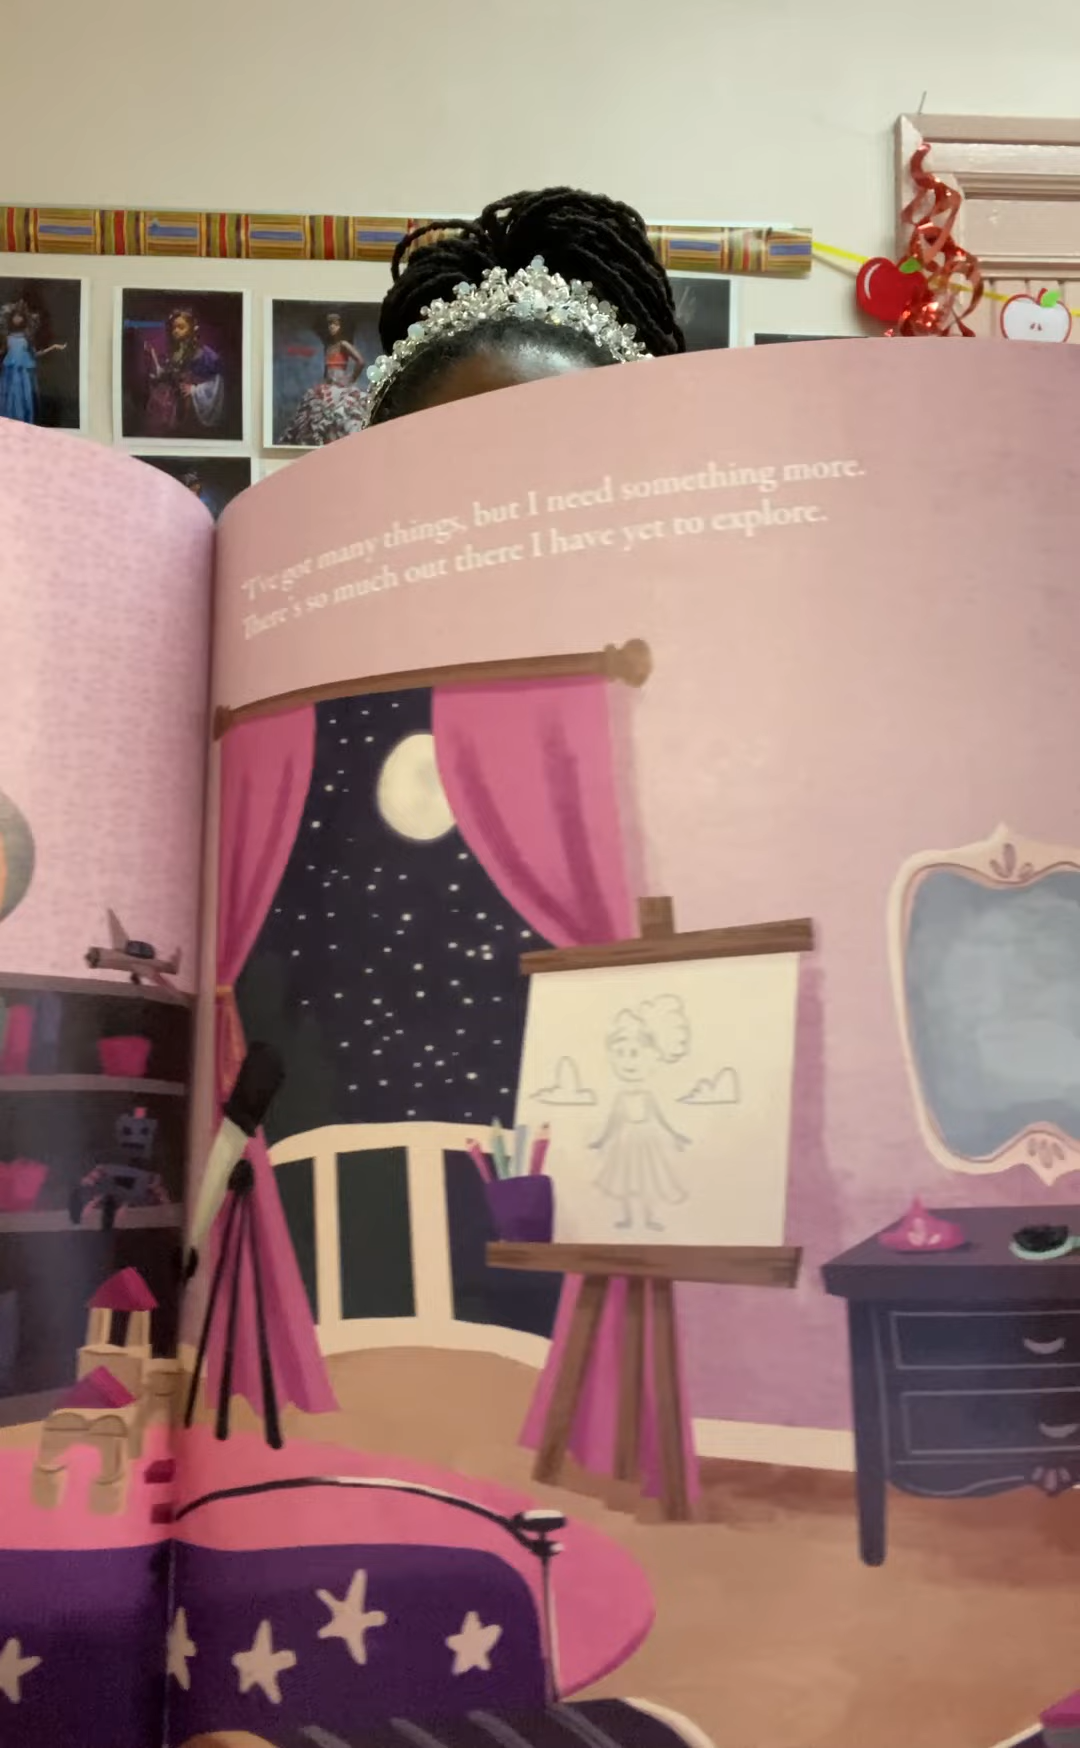 "I've got many things, but I need something more.
There's so much out there I have yet to explore.